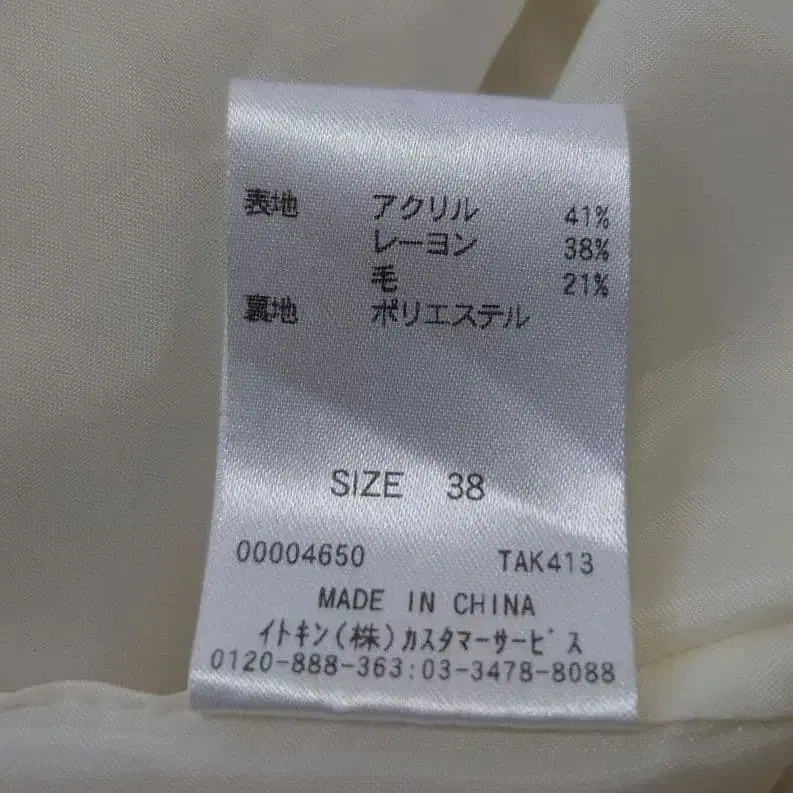 表地 アクリル 41%
レーヨン 38%
毛 21%
裏地 ポリエステル
SIZE 38
00004650 TAK413
MADE IN CHINA
イトキン(株)カスタマーサービス
0120-888-363:03-3478-8088